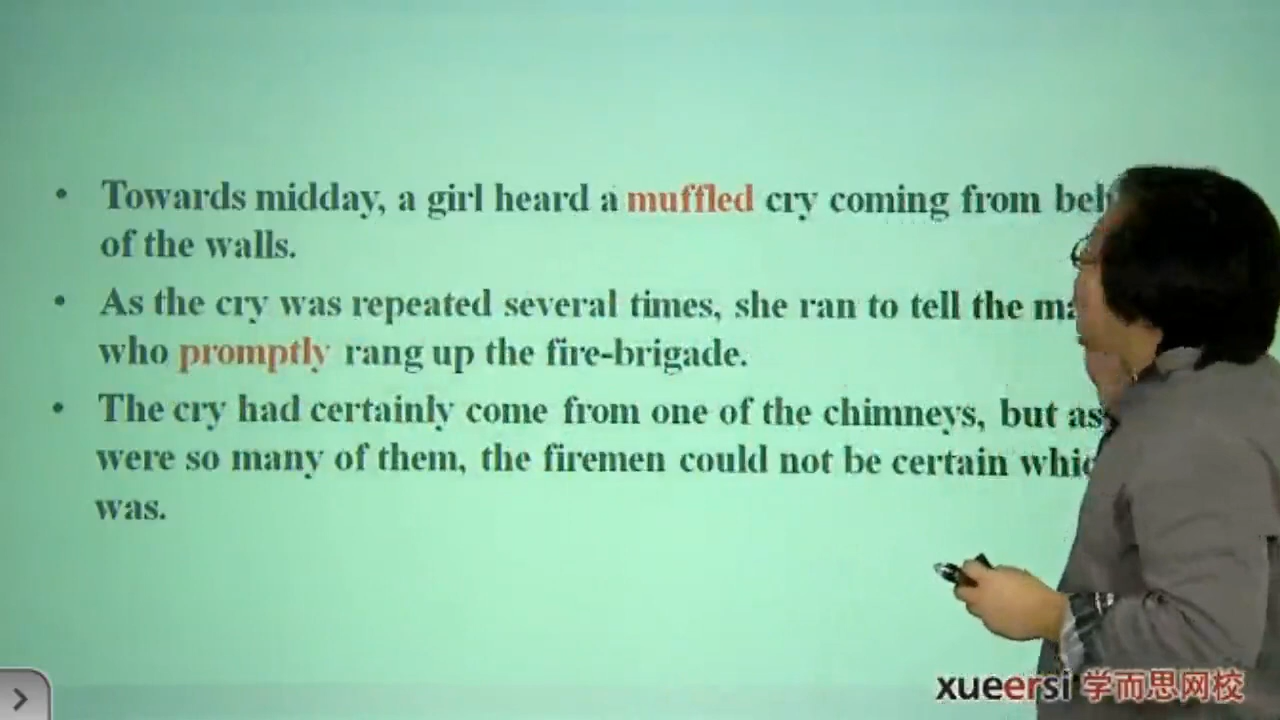 • Towards midday, a girl heard a muffled cry coming from
of the walls.
• As the cry was repeated several times, she ran to tell the
who promptly rang up the fire-brigade.
• The cry had certainly come from one of the chimneys, but as
were so many of them, the firemen could not be certain
was.
xueersi 学而思网校